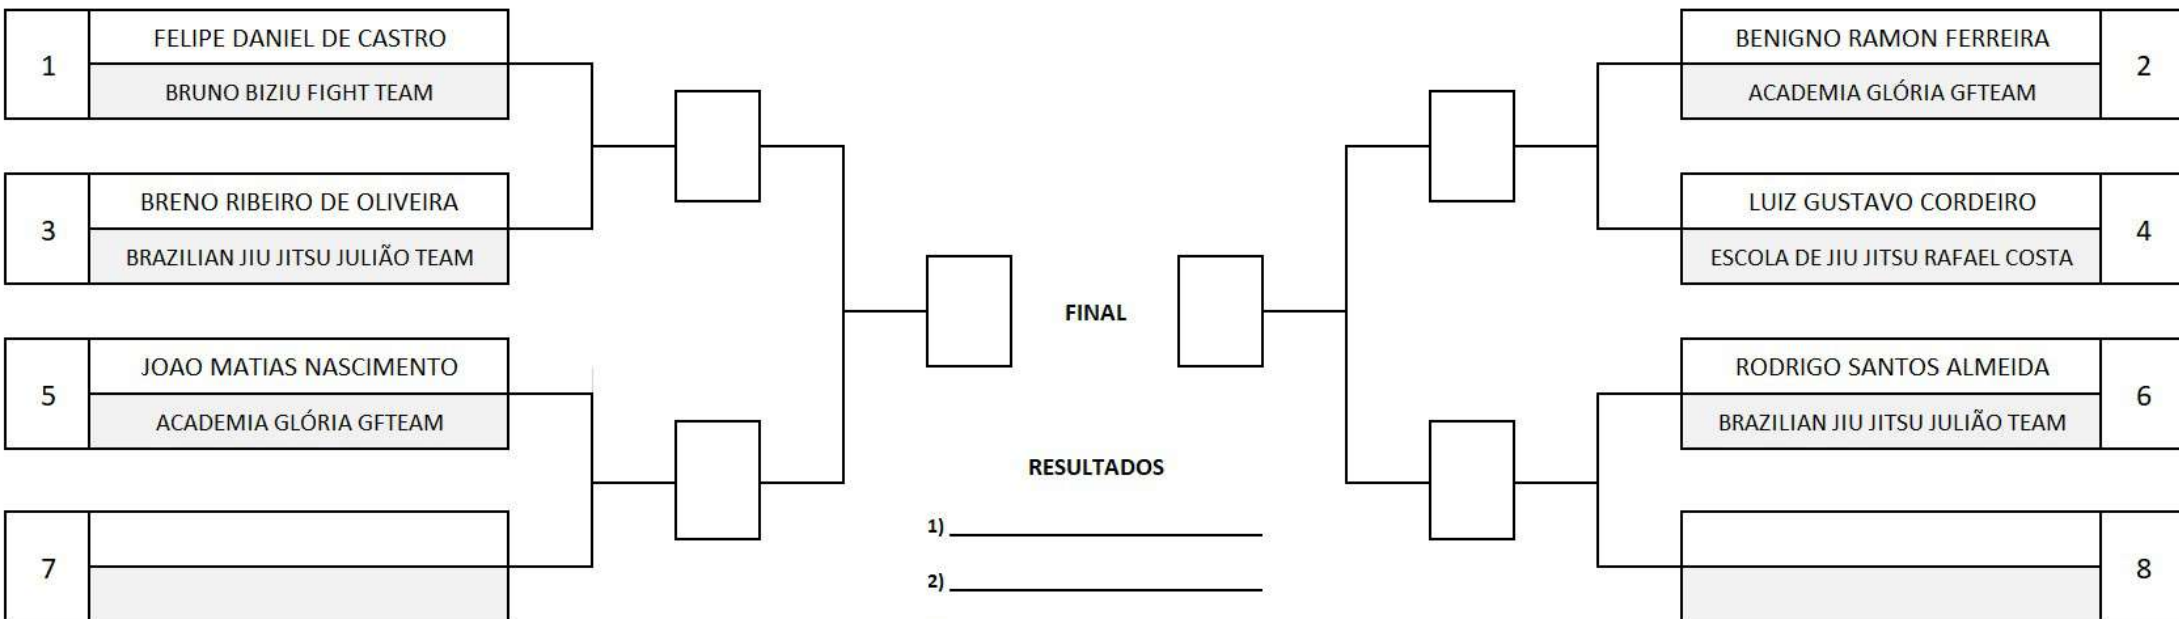 1
FELIPE DANIEL DE CASTRO
BRUNO BIZIU FIGHT TEAM
3
BRENO RIBEIRO DE OLIVEIRA
BRAZILIAN JIU JITSU JULIÃO TEAM
5
JOAO MATIAS NASCIMENTO
ACADEMIA GLÓRIA GFTEAM
7
FINAL
RESULTADOS
1)
2)
BENIGNO RAMON FERREIRA
ACADEMIA GLÓRIA GFTEAM
2
LUIZ GUSTAVO CORDEIRO
ESCOLA DE JIU JITSU RAFAEL COSTA
4
RODRIGO SANTOS ALMEIDA
BRAZILIAN JIU JITSU JULIÃO TEAM
6
8